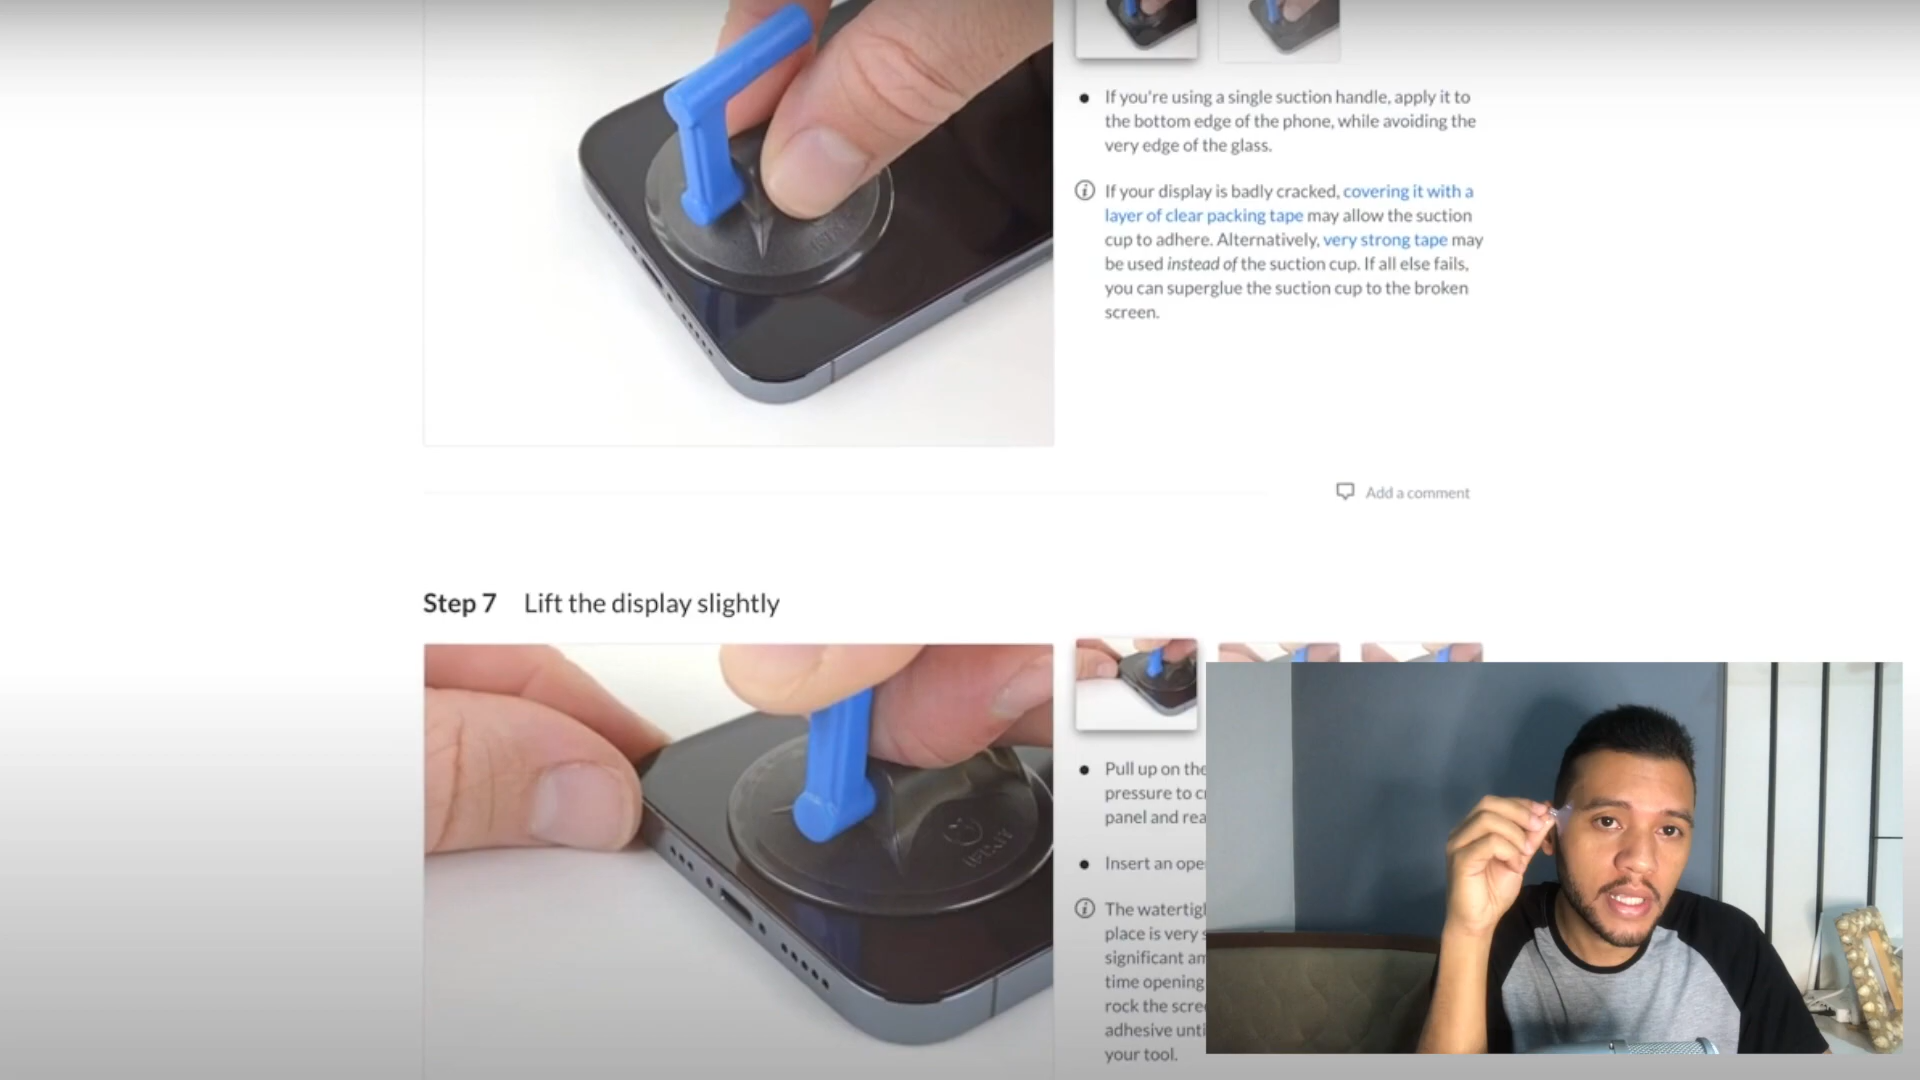 If you're using a single suction handle, apply it to
the bottom edge of the phone, while avoiding the
very edge of the glass.
If your display is badly cracked, covering it with a
layer of clear packing tape may allow the suction
cup to adhere. Alternatively, very strong tape may
be used instead of the suction cup. If all else fails,
you can superglue the suction cup to the broken
screen.
Add a comment
Step 7 Lift the display slightly
IFIXIT
Pull up on the
pressure to
panel and
Insert an
The
place is very
significant
time opening
rock the
adhesive
your tool.